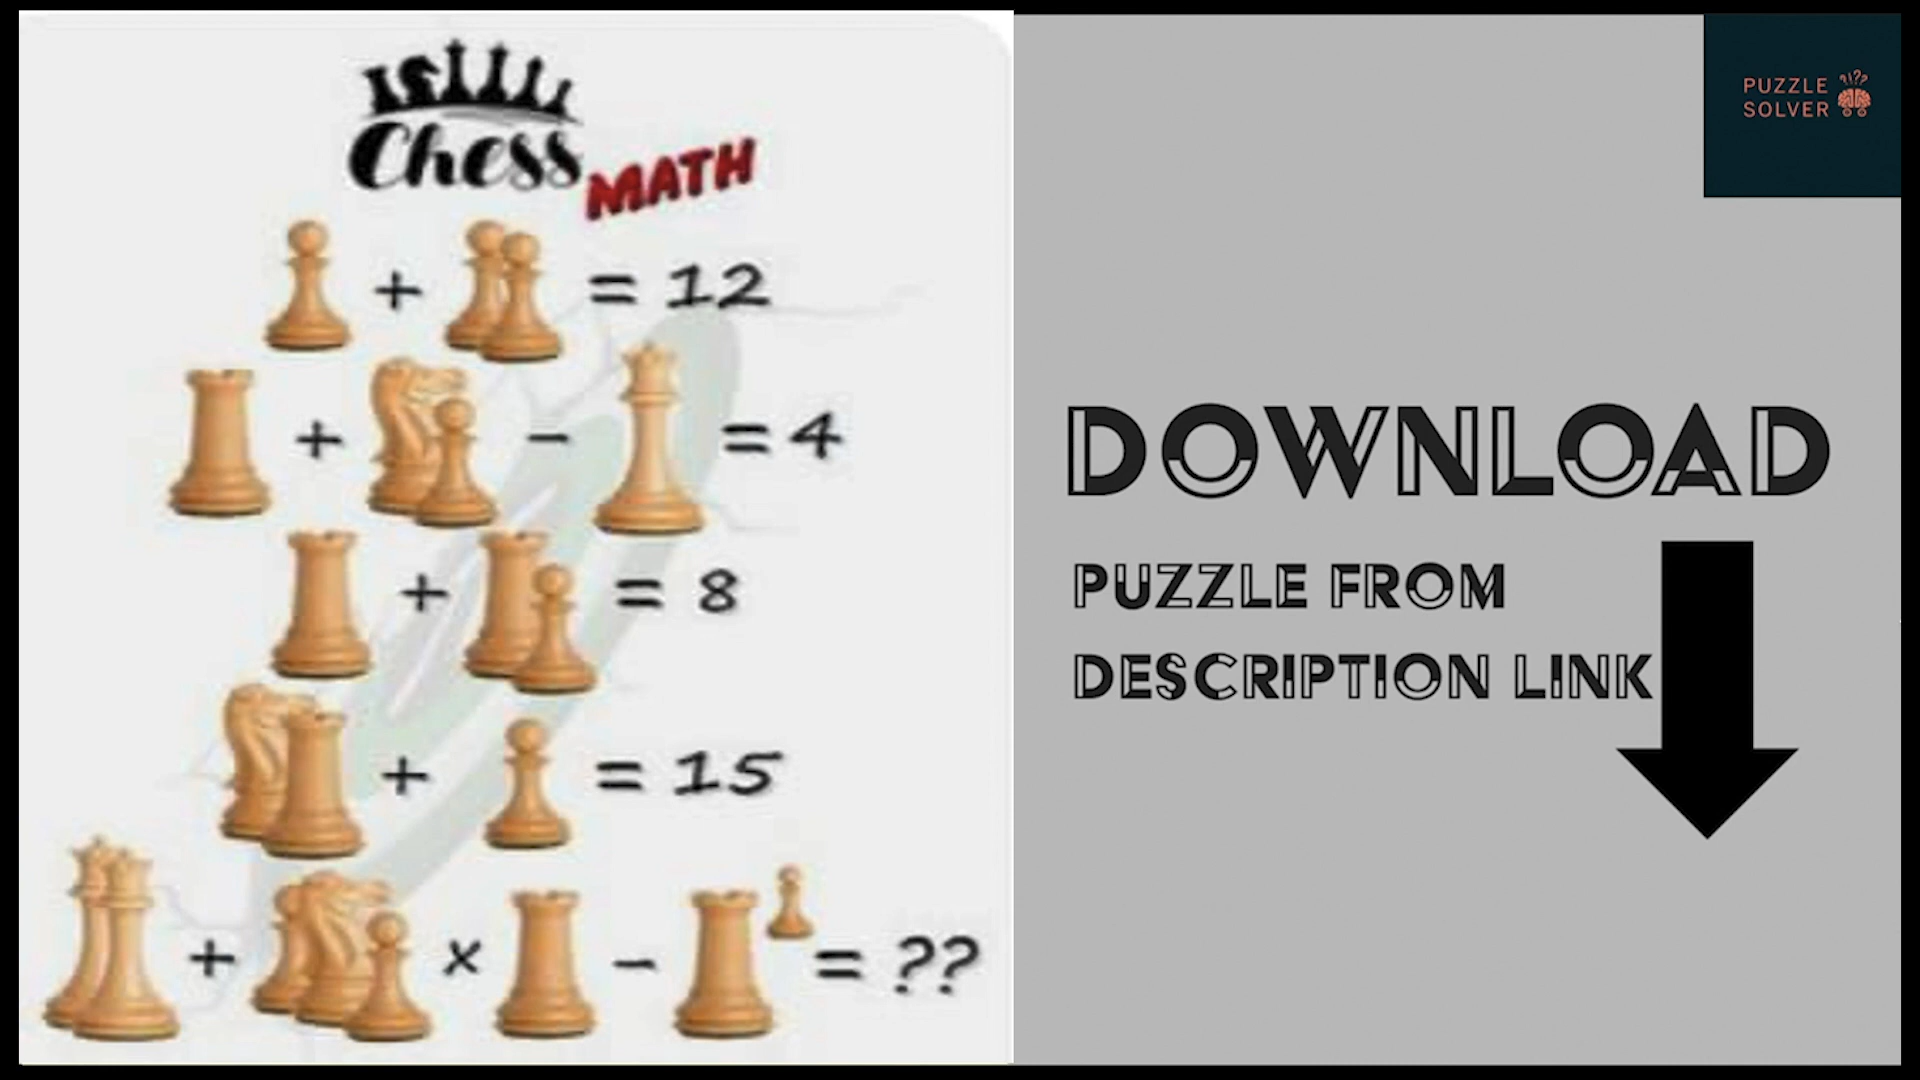 Chess MATH
+ = 12
+ - = 4
+ = 8
+ = 15
+ × - = ??
PUZZLE
SOLVER
DOWNLOAD
PUZZLE FROM
DESCRIPTION LINK